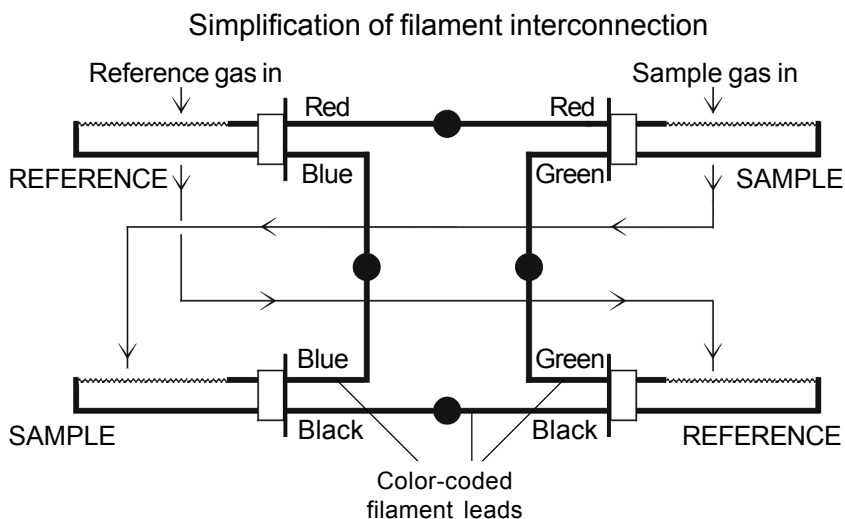 Simplification of filament interconnection
Reference gas in
Sample gas in
Red
Red
REFERENCE
Blue
Green
SAMPLE
Blue
Green
SAMPLE
Black
Black
REFERENCE
Color-coded
filament leads